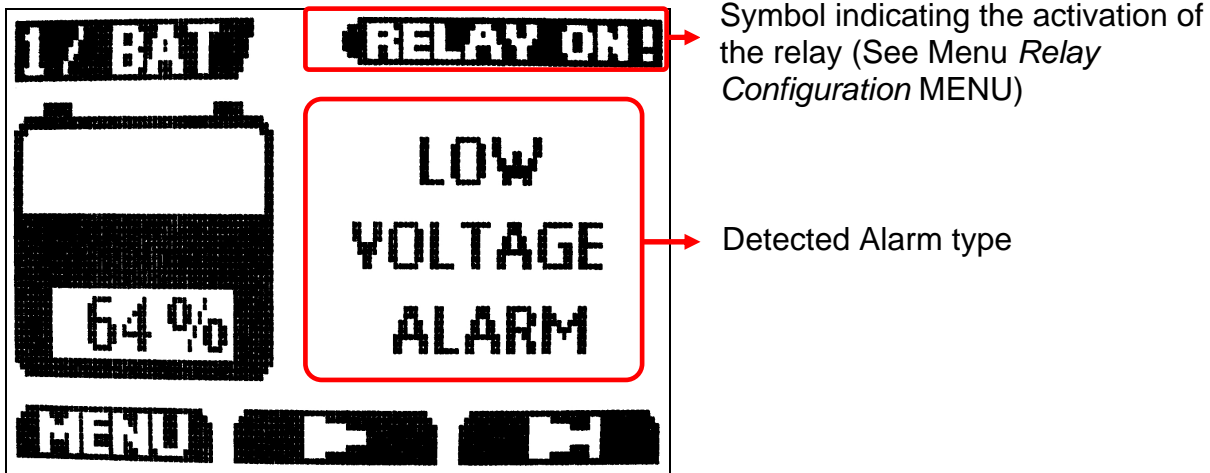 1/ BAT
RELAY ON!
Symbol indicating the activation of
the relay (See Menu Relay
Configuration MENU)
LOW
VOLTAGE
ALARM
Detected Alarm type
64 %
MENU